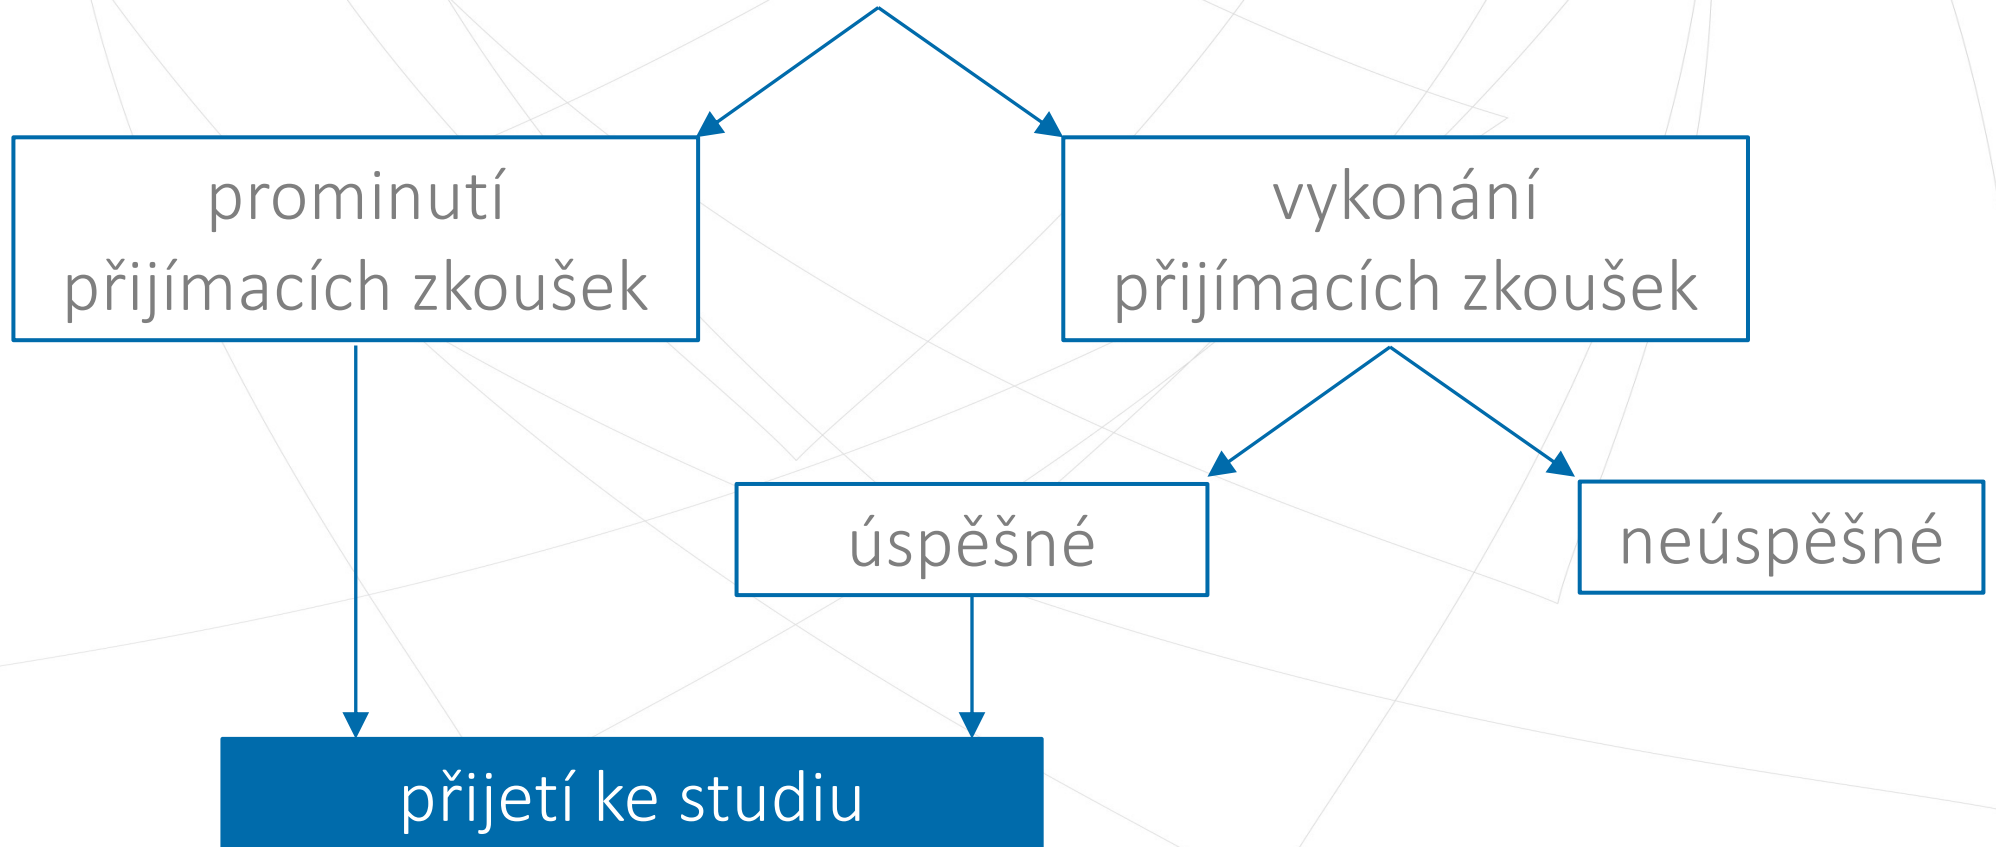 prominutí
přijímacích zkoušek
vykonání
přijímacích zkoušek
úspěšné
neúspěšné
přijetí ke studiu